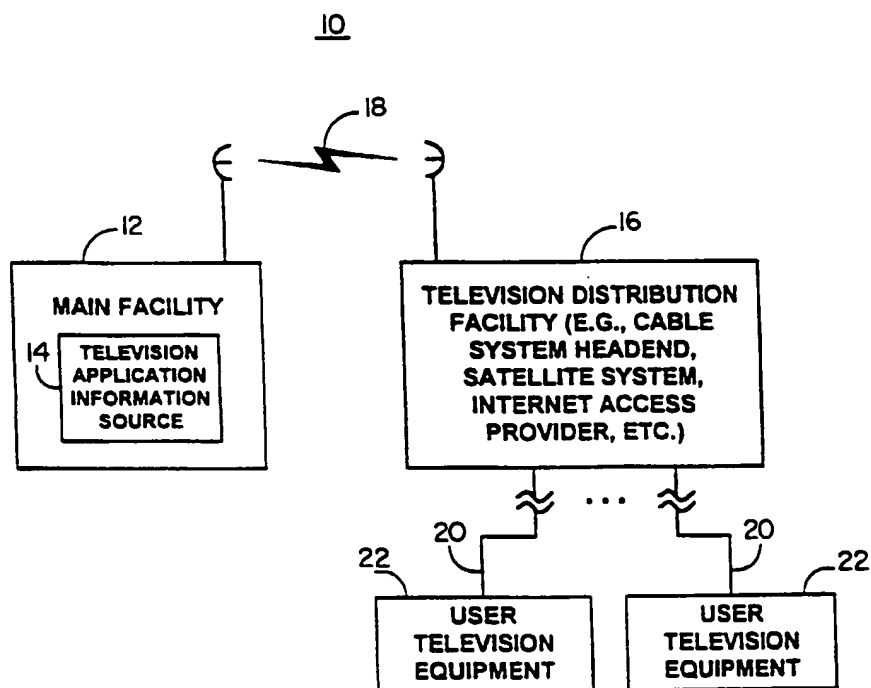 10
18
12
16
MAIN FACILITY
14
TELEVISION
APPLICATION
INFORMATION
SOURCE
TELEVISION DISTRIBUTION
FACILITY (E.G., CABLE
SYSTEM HEADEND,
SATELLITE SYSTEM,
INTERNET ACCESS
PROVIDER, ETC.)
...
20
20
22
22
USER
TELEVISION
EQUIPMENT
USER
TELEVISION
EQUIPMENT